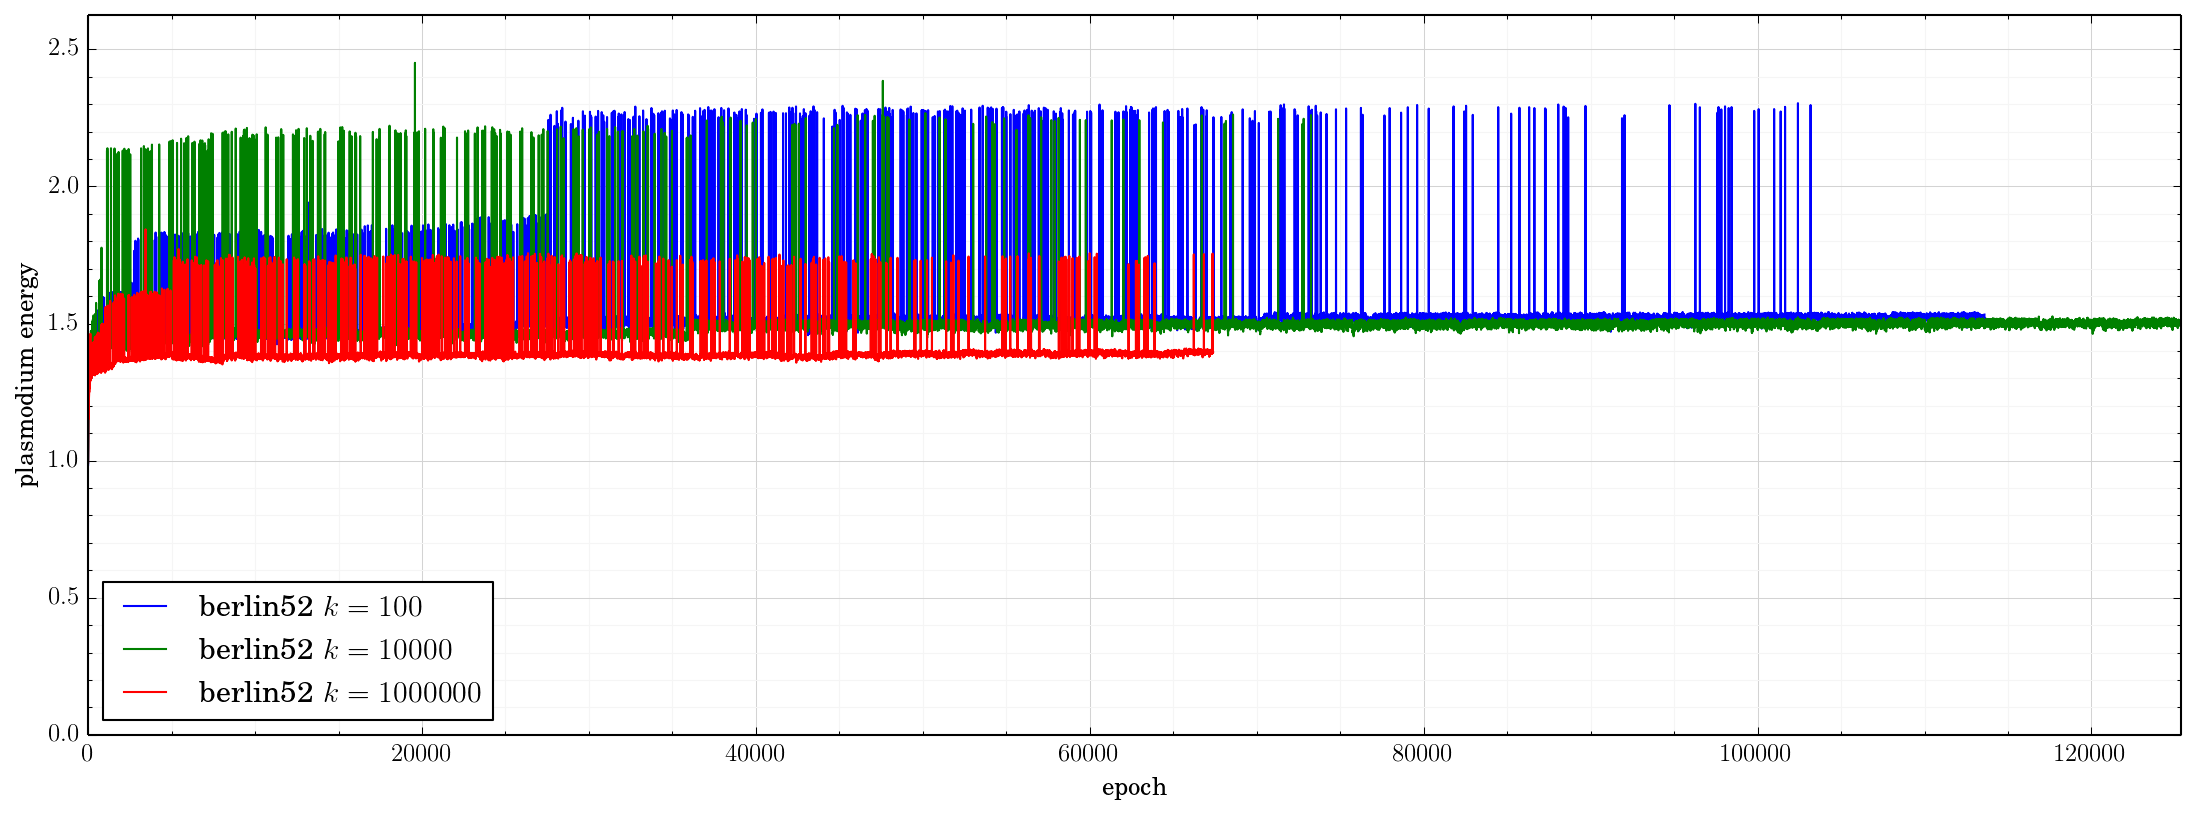 2.5
2.0
1.5
1.0
0.5
0.0
plasmodium energy
berlin52 k = 100
berlin52 k = 10000
berlin52 k = 1000000
0 20000 40000 60000 80000 100000 120000
epoch